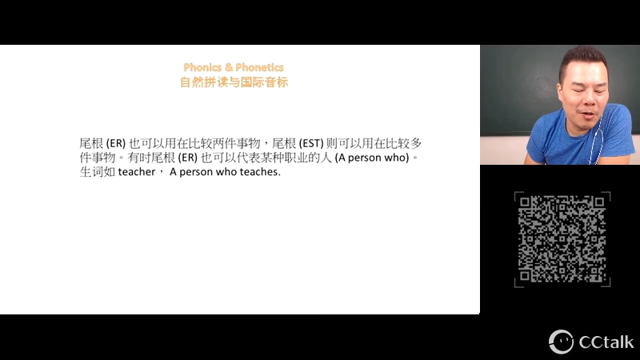 Phonics & Phonetics
自然拼读与国际音标
尾根 (ER) 也可以用在比较两件事物，尾根 (EST) 则可以用在比较多
件事物。有时尾根 (ER) 也可以代表某种职业的人 (A person who)。
生词如 teacher， A person who teaches.
CCtalk